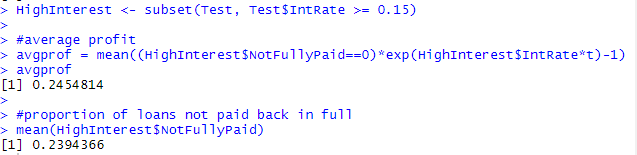 > HighInterest <- subset(Test, Test$IntRate >= 0.15)
>
> #average profit
> avgprof = mean((HighInterest$NotFullyPaid==0)*exp(HighInterest$IntRate*t)-1)
> avgprof
[1] 0.2454814
>
> #proportion of loans not paid back in full
> mean(HighInterest$NotFullyPaid)
[1] 0.2394366